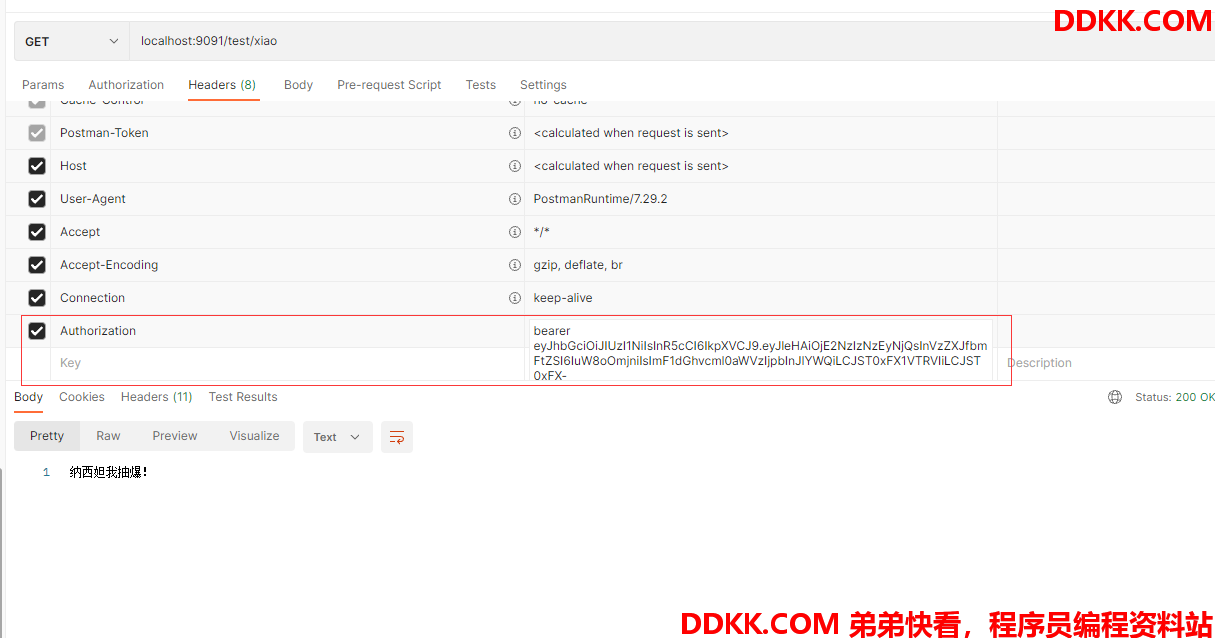 DDKK.COM
GET localhost:9091/test/xiao
Params Authorization Headers (8) Body Pre-request Script Tests Settings
Cache-Control no-cache
Postman-Token <calculated when request is sent>
Host <calculated when request is sent>
User-Agent PostmanRuntime/7.29.2
Accept */*
Accept-Encoding gzip, deflate, br
Connection keep-alive
Authorization bearer
eyJhbGciOiJIUzI1NiIsInR5cCI6IkpXVCJ9.eyJleHAiOjE2NzIzNzEyNjQsInVzZXJfbm
FtZSI6IuW8oOmjniIsImF1dGhvcml0aWVzIjpbInJlYWQiLCJST0xFX1VTRVIiLCJST
0xFX-
Key Description
Body Cookies Headers (11) Test Results Status: 200 OK
Pretty Raw Preview Visualize Text
1 纳西妲我抽爆!
DDKK.COM 弟弟快看，程序员编程资料站